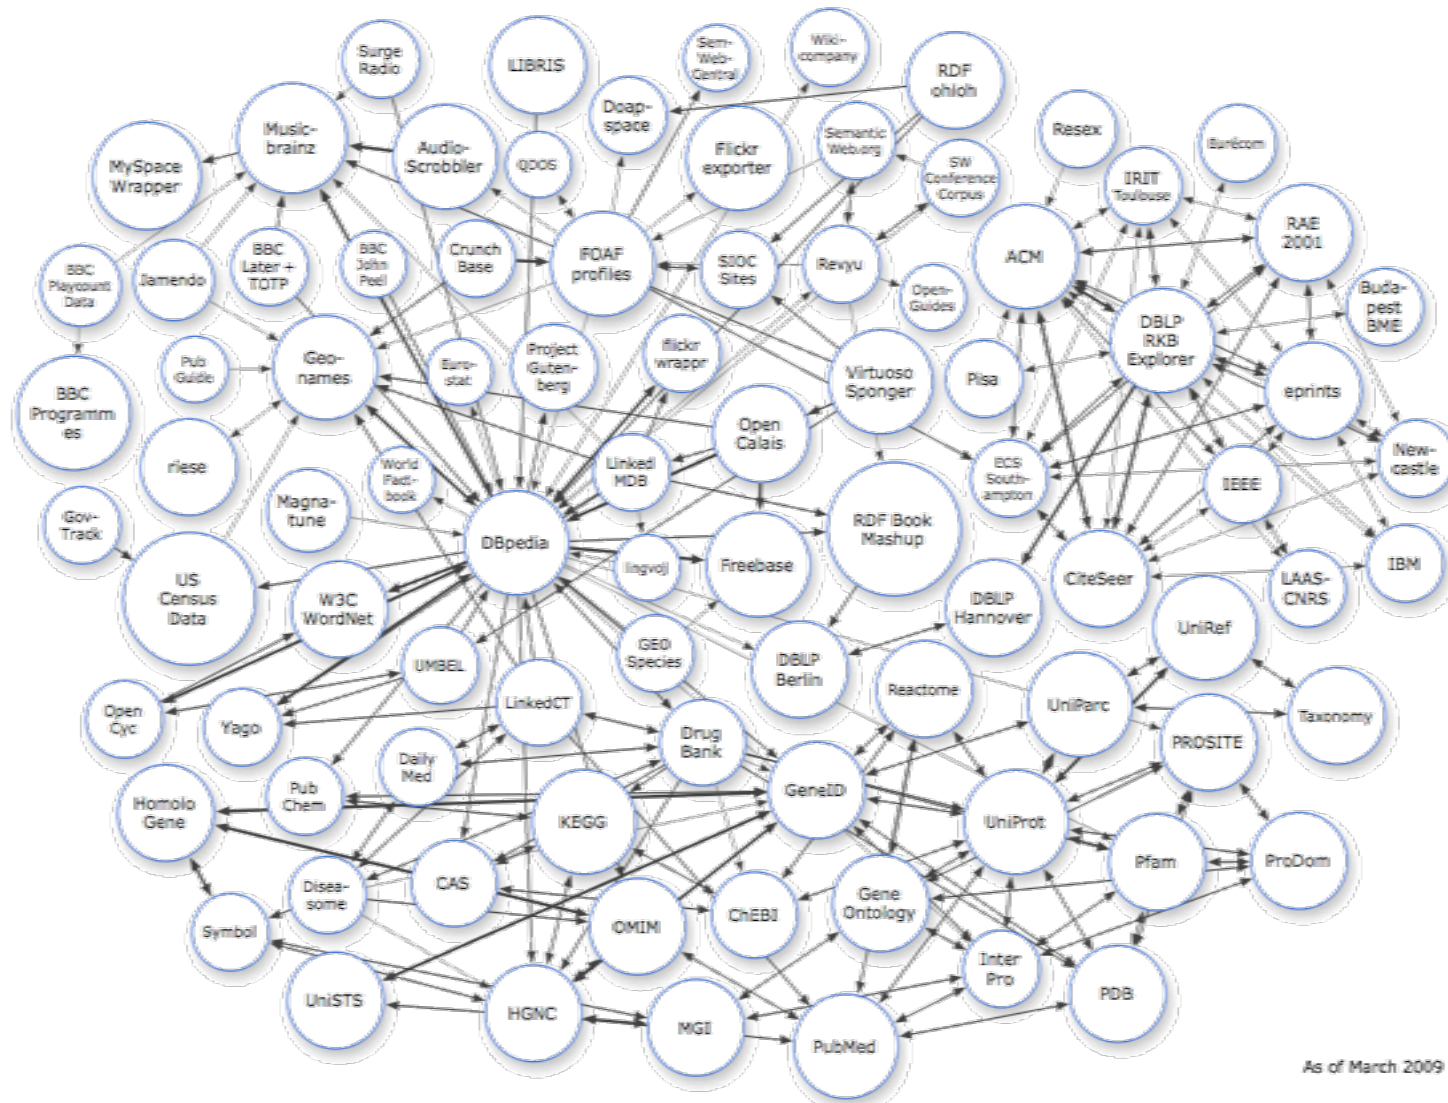 Surge
Radio
LIBRIS
Sem-
Web-
Central
Wiki-
company
RDF
ohloh
Doap-
space
Music-
brainz
Audio-
Scrobbler
QDOS
Flickr
exporter
Semantic
Web.org
SW
Conference
Corpus
Resex
Eurécom
IRIT
Toulouse
MySpace
Wrapper
RAE
2001
ACM
BBC
Playcount
Data
Jamendo
BBC
Later +
TOTP
BBC
John
Peel
Crunch
Base
FOAF
profiles
SIOC
Sites
Revyu
Open-
Guides
Buda-
pest
BME
DBLP
RKB
Explorer
Pub
Guide
Geo-
names
Euro-
stat
Project
Guten-
berg
flickr
wrappr
Virtuoso
Sponger
Pisa
eprints
BBC
Programm
es
riese
World
Fact-
book
Linked
MDB
Open
Calais
ECS
South-
ampton
IEEE
New-
castle
Gov-
Track
Magna-
tune
DBpedia
RDF Book
Mashup
lingvoj
Freebase
CiteSeer
LAAS-
CNRS
IBM
US
Census
Data
W3C
WordNet
DBLP
Hannover
UniRef
UMBEL
GEO
Species
DBLP
Berlin
Reactome
UniParc
Taxonomy
Open
Cyc
Yago
LinkedCT
Drug
Bank
PROSITE
Daily
Med
Pub
Chem
Homolo
Gene
KEGG
GeneID
UniProt
Pfam
ProDom
Disea-
some
CAS
ChEBI
Gene
Ontology
Symbol
OMIM
Inter
Pro
UniSTS
HGNC
MGI
PubMed
PDB
As of March 2009